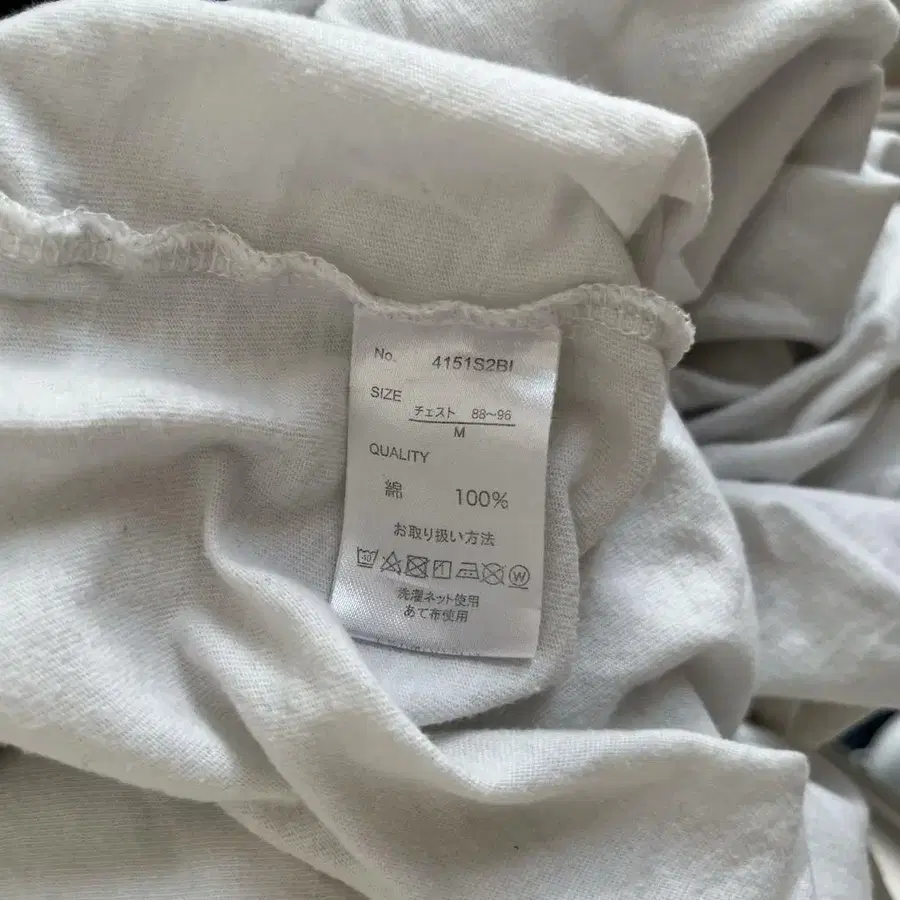 No. 4151S2BI
SIZE チェスト 88～96
M
QUALITY
綿 100%
お取り扱い方法
40 W
洗濯ネット使用
あて布使用